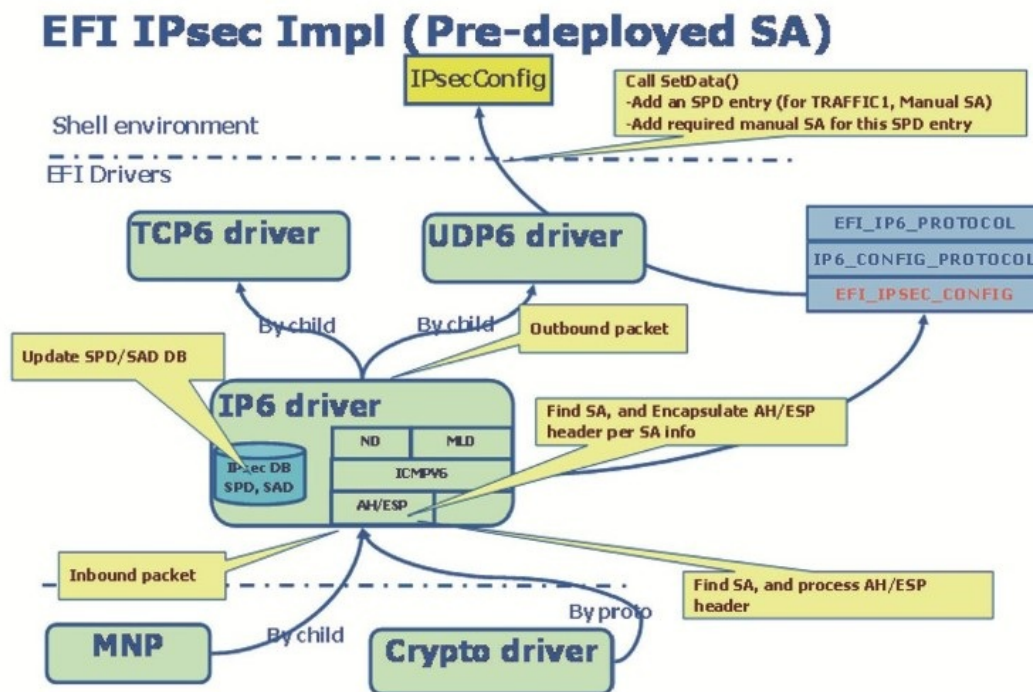 EFI IPsec Impl (Pre-deployed SA)
IPsecConfig
Call SetData()
-Add an SPD entry (for TRAFFIC1, Manual SA)
-Add required manual SA for this SPD entry
Shell environment
EFI Drivers
TCP6 driver
UDP6 driver
EFI_IP6_PROTOCOL
IP6_CONFIG_PROTOCOL
EFI_IPSEC_CONFIG
By child
By child
Outbound packet
Update SPD/SAD DB
IP6 driver
Find SA, and Encapsulate AH/ESP
header per SA info
ND
MLD
IPsec DB
SPD, SAD
ICMPV6
AH/ESP
Inbound packet
Find SA, and process AH/ESP
header
By proto
By child
MNP
Crypto driver